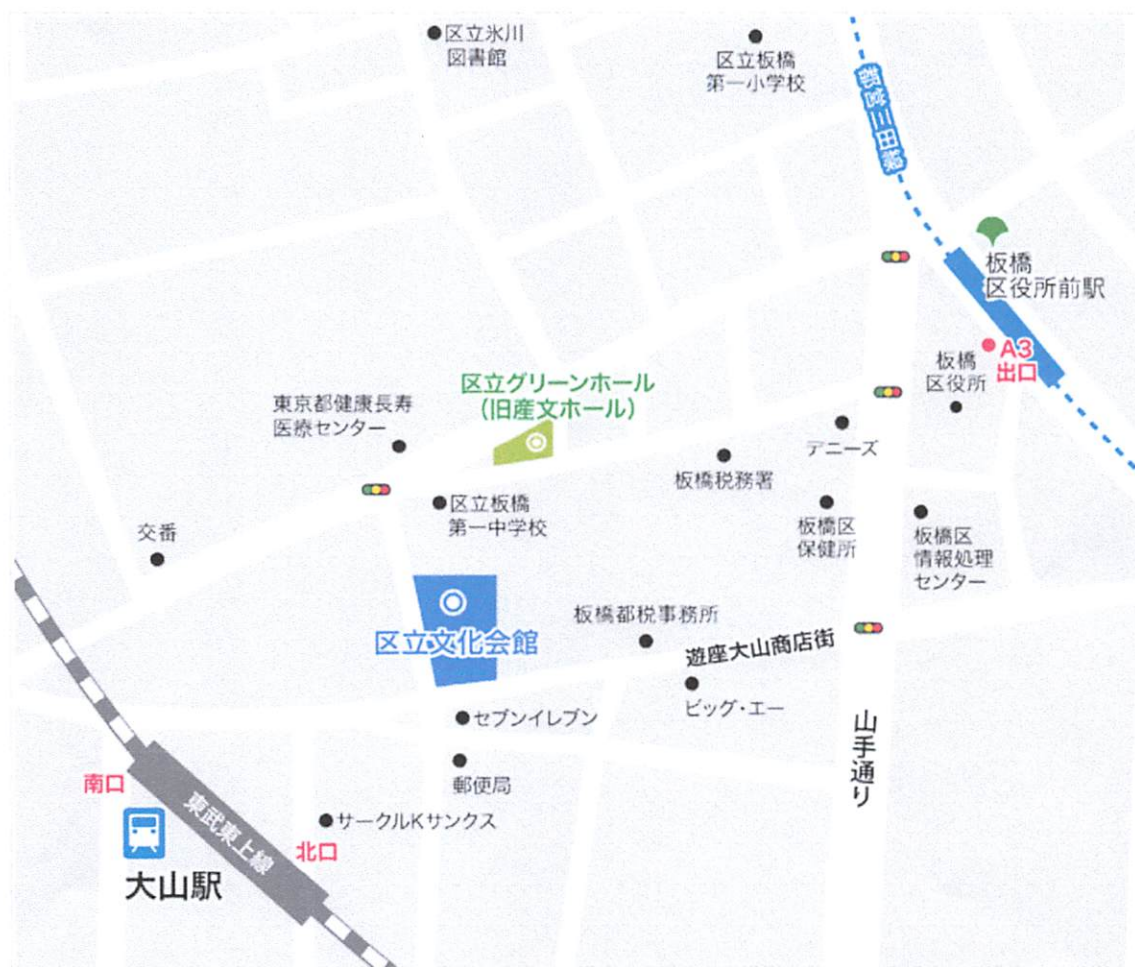 区立氷川
図書館
区立板橋
第一小学校
都営三田線
板橋
区役所前駅
A3
出口
板橋
区役所
区立グリーンホール
（旧産文ホール）
東京都健康長寿
医療センター
デニーズ
板橋税務署
区立板橋
第一中学校
板橋区
保健所
板橋区
情報処理
センター
交番
区立文化会館
板橋都税事務所
遊座大山商店街
ビッグ・エー
セブンイレブン
山手通り
郵便局
南口
東武東上線
サークルKサンクス
北口
大山駅